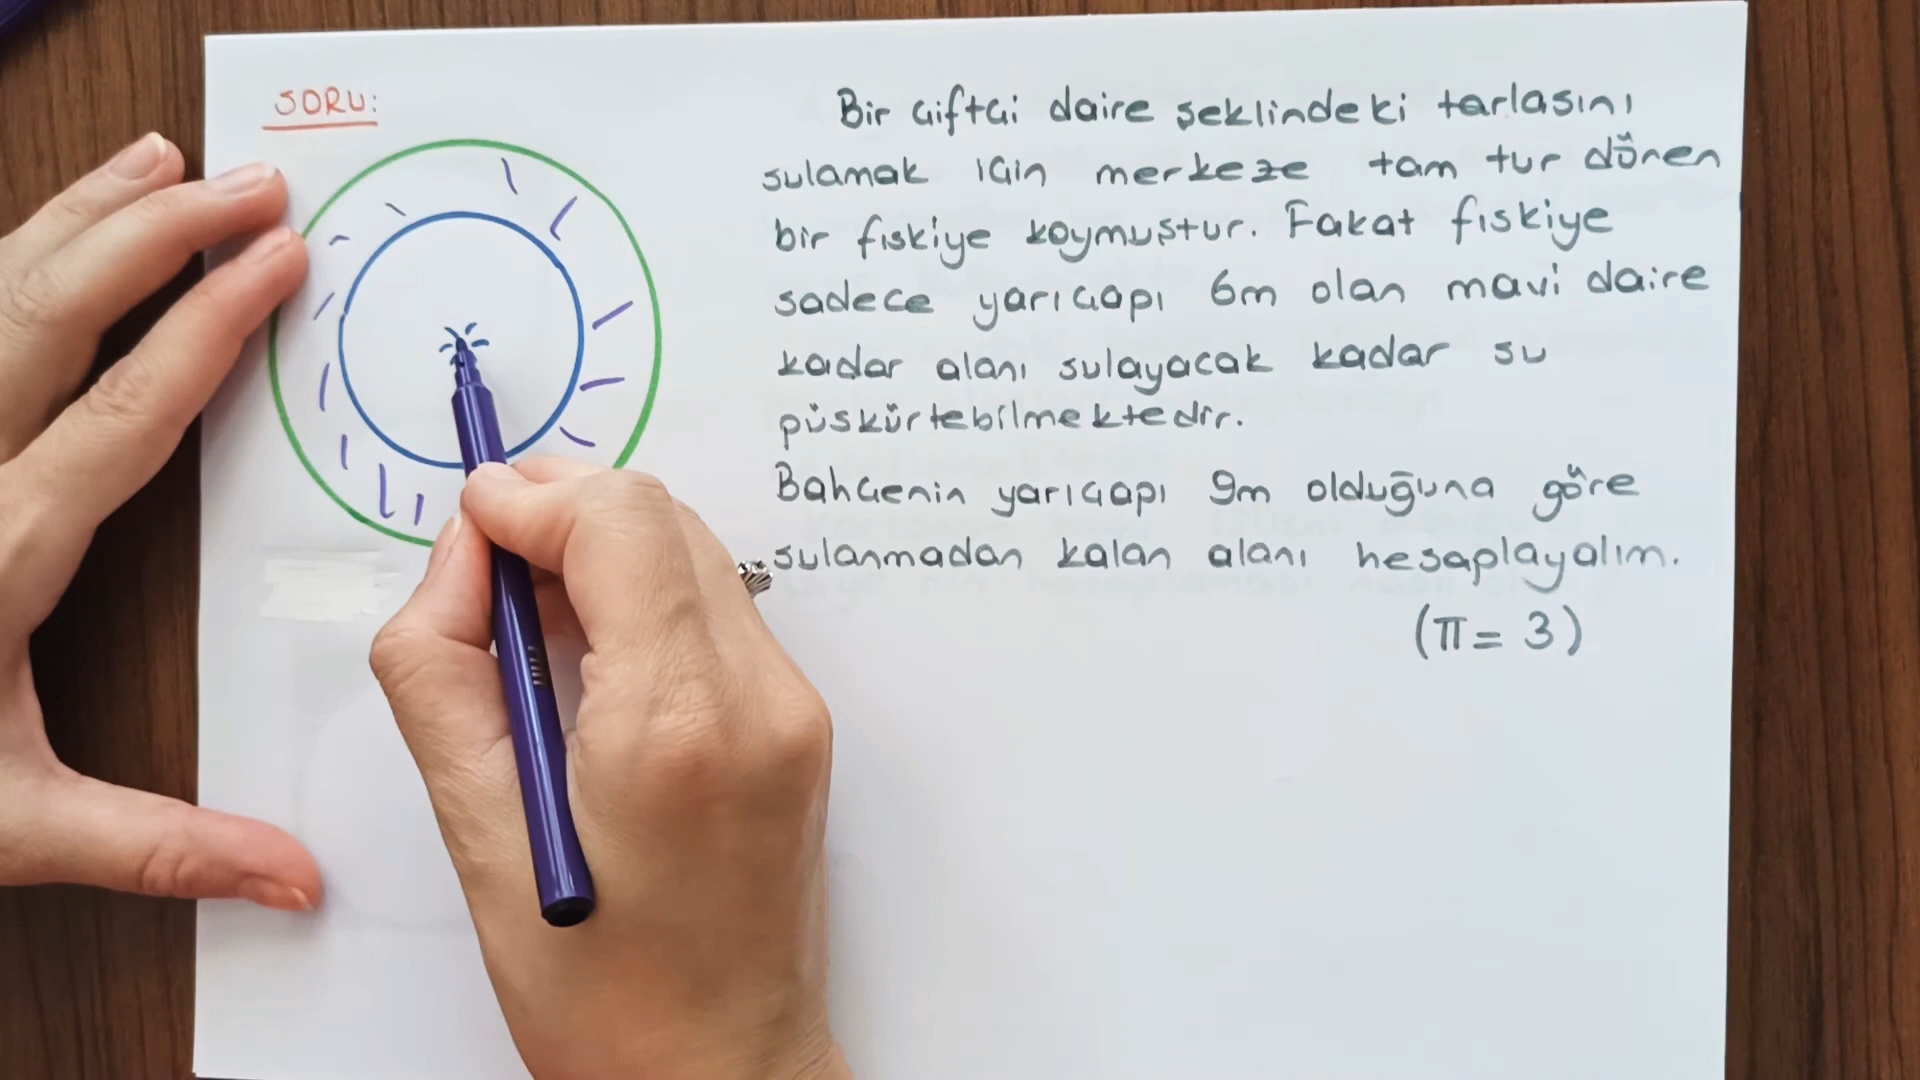 SORU:
Bir çiftçi daire şeklindeki tarlasını
sulamak için merkeze tam tur dönen
bir fıskiye koymuştur. Fakat fıskiye
sadece yarıçapı 6m olan mavi daire
kadar alanı sulayacak kadar su
püskürtebilmektedir.
Bahçenin yarıçapı 9m olduğuna göre
sulanmadan kalan alanı hesaplayalım.
(π = 3)